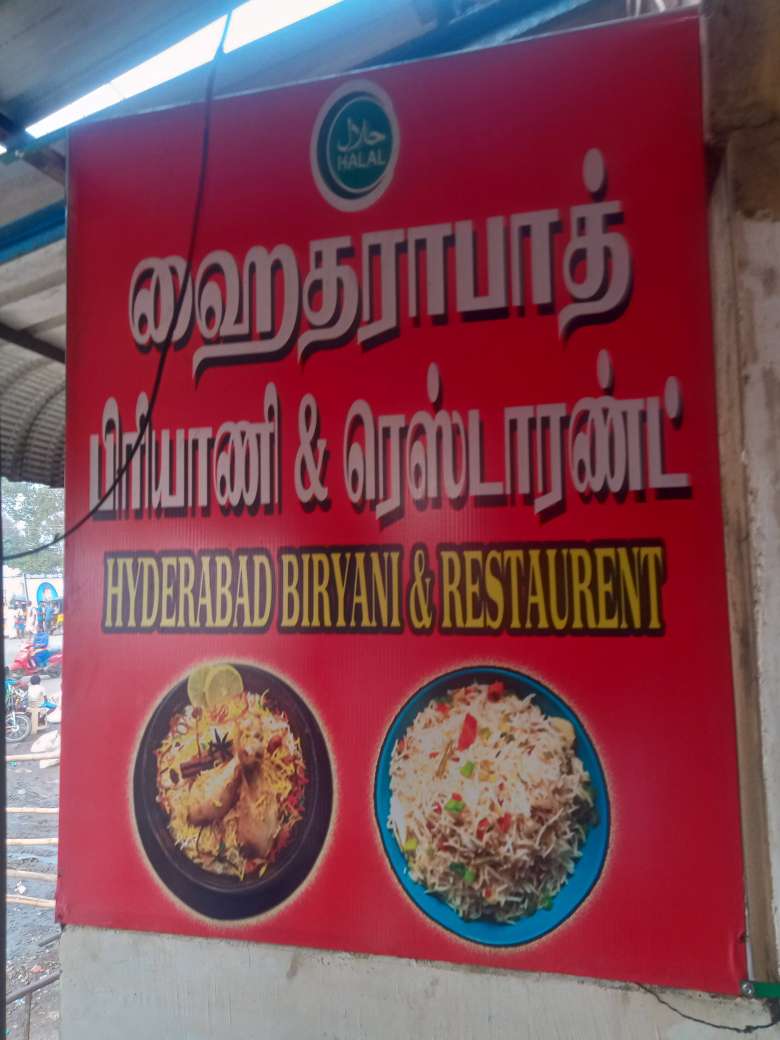 حلال
HALAL
ஹைதராபாத்
பிரியாணி & ரெஸ்டாரண்ட்
HYDERABAD BIRYANI & RESTAURENT